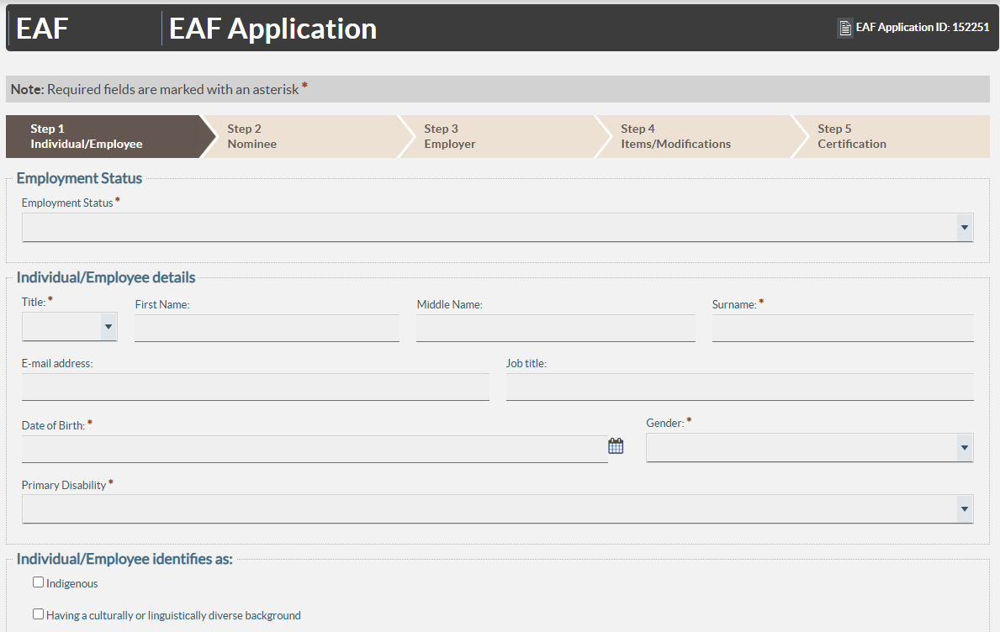 EAF
EAF Application
EAF Application ID: 152251
Note: Required fields are marked with an asterisk *
Step 1
Individual/Employee
Step 2
Nominee
Step 3
Employer
Step 4
Items/Modifications
Step 5
Certification
Employment Status
Employment Status *
Individual/Employee details
Title: *
First Name:
Middle Name:
Surname: *
E-mail address:
Job title:
Date of Birth: *
Gender: *
Primary Disability *
Individual/Employee identifies as:
Indigenous
Having a culturally or linguistically diverse background